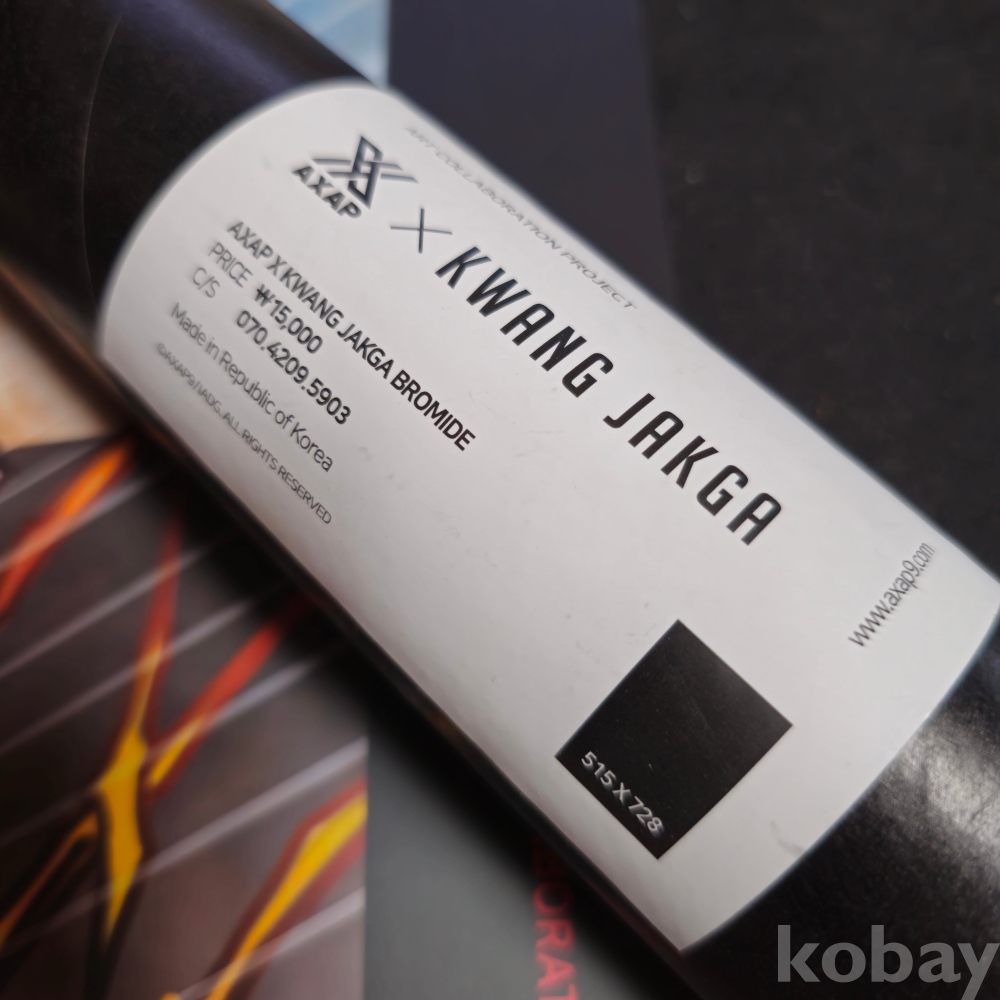 ART COLLABORATION PROJECT
AXAP
X
KWANG JAKGA
AXAP X KWANG JAKGA BROMIDE
PRICE ₩15,000
C/S 070.4209.5903
Made in Republic of Korea
ALL RIGHTS RESERVED
www.axap9.com
515 X 728
ORAT
kobay